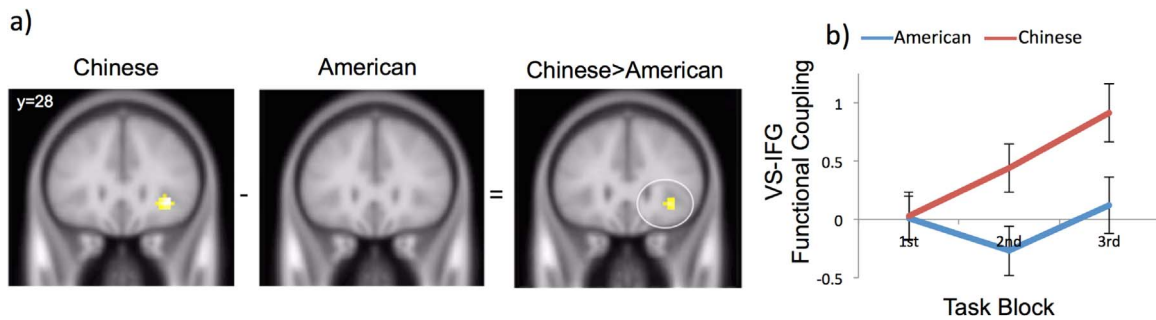 a)
Chinese
American
Chinese>American
y=28
-
=
b)
American
Chinese
VS-IFG
Functional Coupling
1
0.5
0
-0.5
1st
2nd
3rd
Task Block